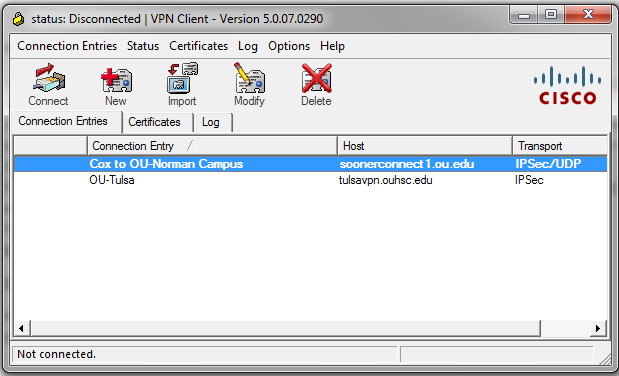 status: Disconnected | VPN Client - Version 5.0.07.0290
Connection Entries Status Certificates Log Options Help
Connect New Import Modify Delete
CISCO
Connection Entries Certificates Log
Connection Entry Host Transport
Cox to OU-Norman Campus soonerconnect1.ou.edu IPSec/UDP
OU-Tulsa tulsavpn.ouhsc.edu IPSec
Not connected.